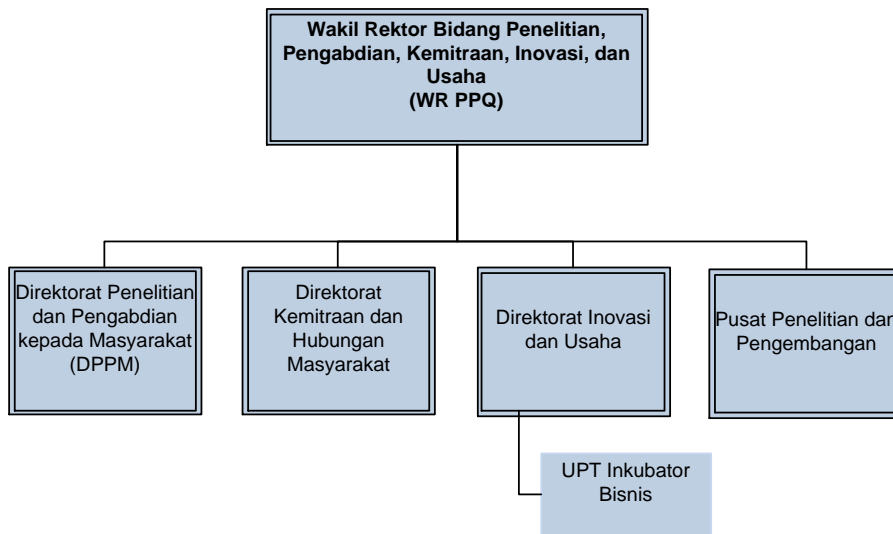 Wakil Rektor Bidang Penelitian,
Pengabdian, Kemitraan, Inovasi, dan
Usaha
(WR PPQ)
Direktorat Penelitian
dan Pengabdian
kepada Masyarakat
(DPPM)
Direktorat
Kemitraan dan
Hubungan
Masyarakat
Direktorat Inovasi
dan Usaha
Pusat Penelitian dan
Pengembangan
UPT Inkubator
Bisnis